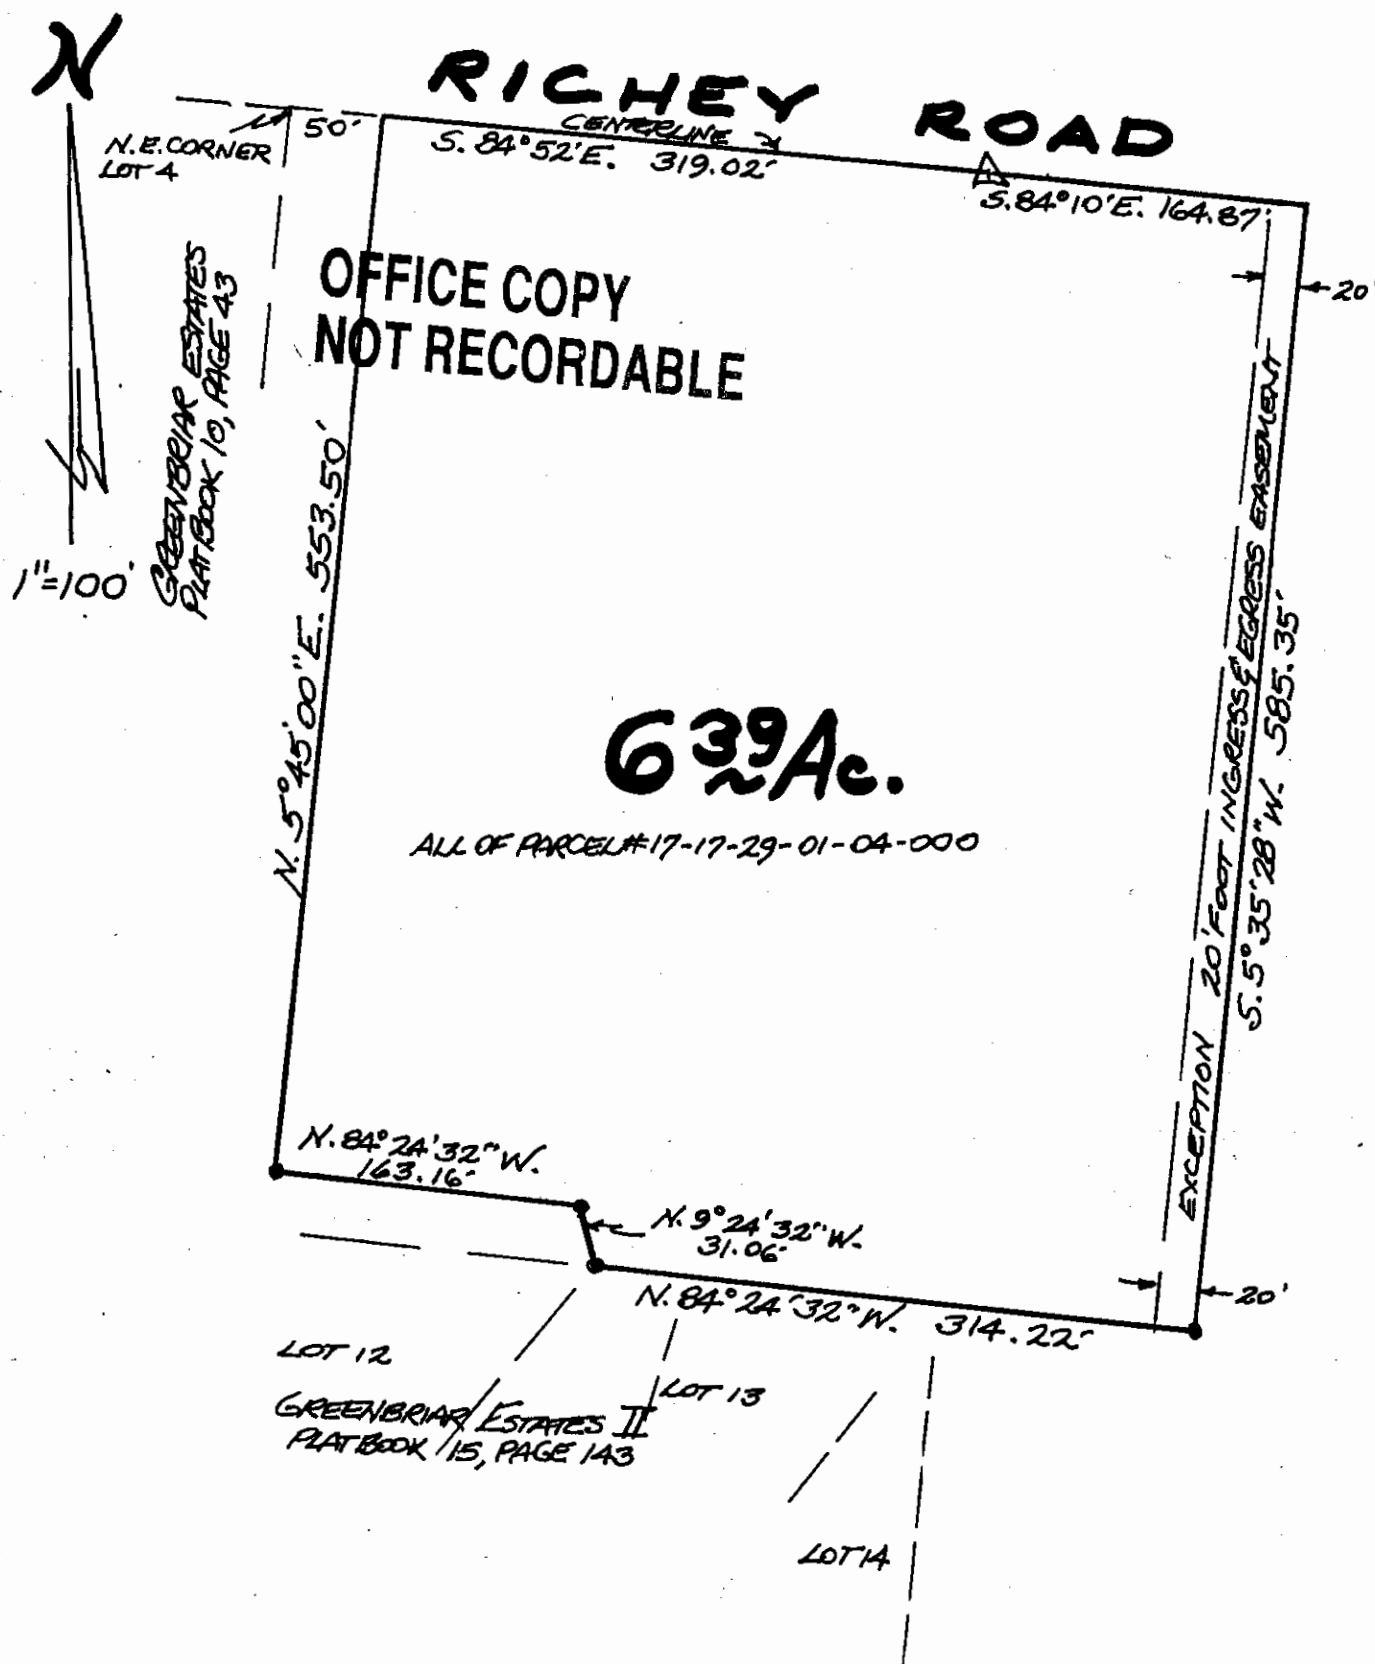 N
RICHEY ROAD
CENTERLINE
50'
N.E. CORNER
LOT 4
S. 84°52'E. 319.02'
S. 84°10'E. 164.87'
20'
OFFICE COPY
NOT RECORDABLE
GREENBRIAR ESTATES
PLAT BOOK 10, PAGE 43
1"=100'
N. 5°45'00"E. 553.50'
EXCEPTION 20' FOOT INGRESS & EGRESS EASEMENT
S. 5°35'28"W. 585.35'
6 39 Ac.
ALL OF PARCEL# 17-17-29-01-04-000
N. 84°24'32"W.
163.16'
N. 9°24'32"W.
31.06'
20'
N. 84°24'32"W. 314.22'
LOT 12
LOT 13
GREENBRIAR ESTATES II
PLAT BOOK 15, PAGE 143
LOT 14